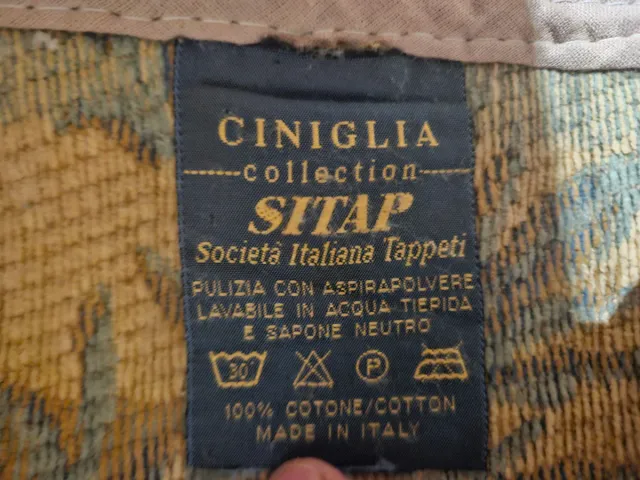 CINIGLIA
collection
SITAP
Societá Italiana Tappeti
PULIZIA CON ASPIRAPOLVERE
LAVABILE IN ACQUA TIEPIDA
E SAPONE NEUTRO
30° P
100% COTONE/COTTON
MADE IN ITALY